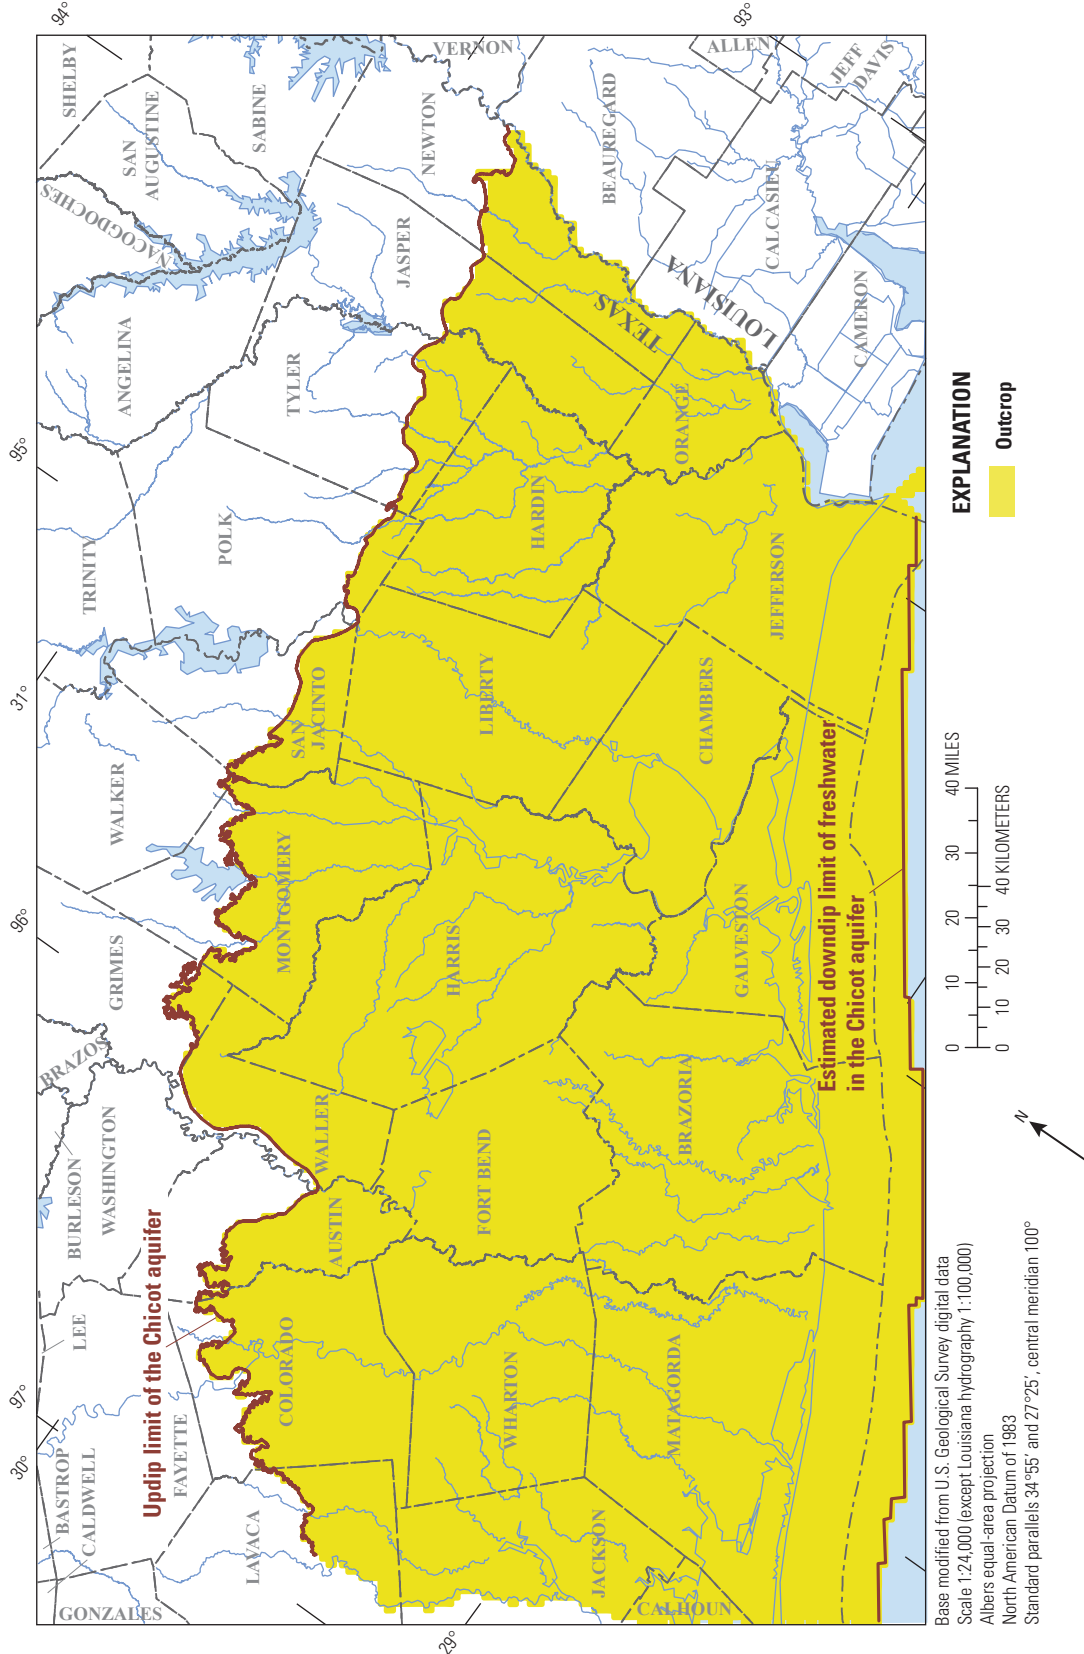 94°
93°
95°
31°
96°
97°
30°
29°
SHELBY
SAN
AUGUSTINE
SABINE
NACOGDOCHES
VERNON
NEWTON
ALLEN
JEFF
DAVIS
BEAUREGARD
CALCASIEU
CAMERON
LOUISIANA
TEXAS
JASPER
ANGELINA
TYLER
ORANGE
HARDIN
JEFFERSON
TRINITY
POLK
LIBERTY
CHAMBERS
SAN
JACINTO
WALKER
MONTGOMERY
HARRIS
GALVESTON
GRIMES
BRAZOS
WALLER
BRAZORIA
FORT BEND
BURLESON
WASHINGTON
AUSTIN
LEE
COLORADO
WHARTON
MATAGORDA
FAYETTE
BASTROP
CALDWELL
LAVACA
JACKSON
CALHOUN
GONZALES
Updip limit of the Chicot aquifer
Estimated downdip limit of freshwater
in the Chicot aquifer
EXPLANATION
Outcrop
0 10 20 30 40 MILES
0 10 20 30 40 KILOMETERS
N
Base modified from U.S. Geological Survey digital data
Scale 1:24,000 (except Louisiana hydrography 1:100,000)
Albers equal-area projection
North American Datum of 1983
Standard parallels 34°55' and 27°25', central meridian 100°